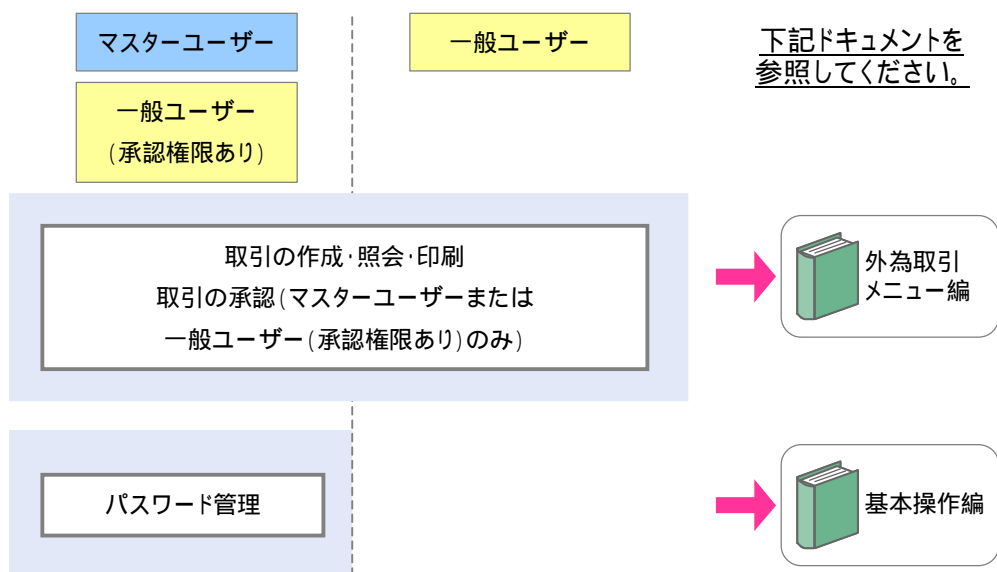 マスターユーザー
一般ユーザー
下記ドキュメントを
参照してください。
一般ユーザー
(承認権限あり)
取引の作成･照会･印刷
取引の承認(マスターユーザーまたは
一般ユーザー(承認権限あり)のみ)
外為取引
メニュー編
パスワード管理
基本操作編